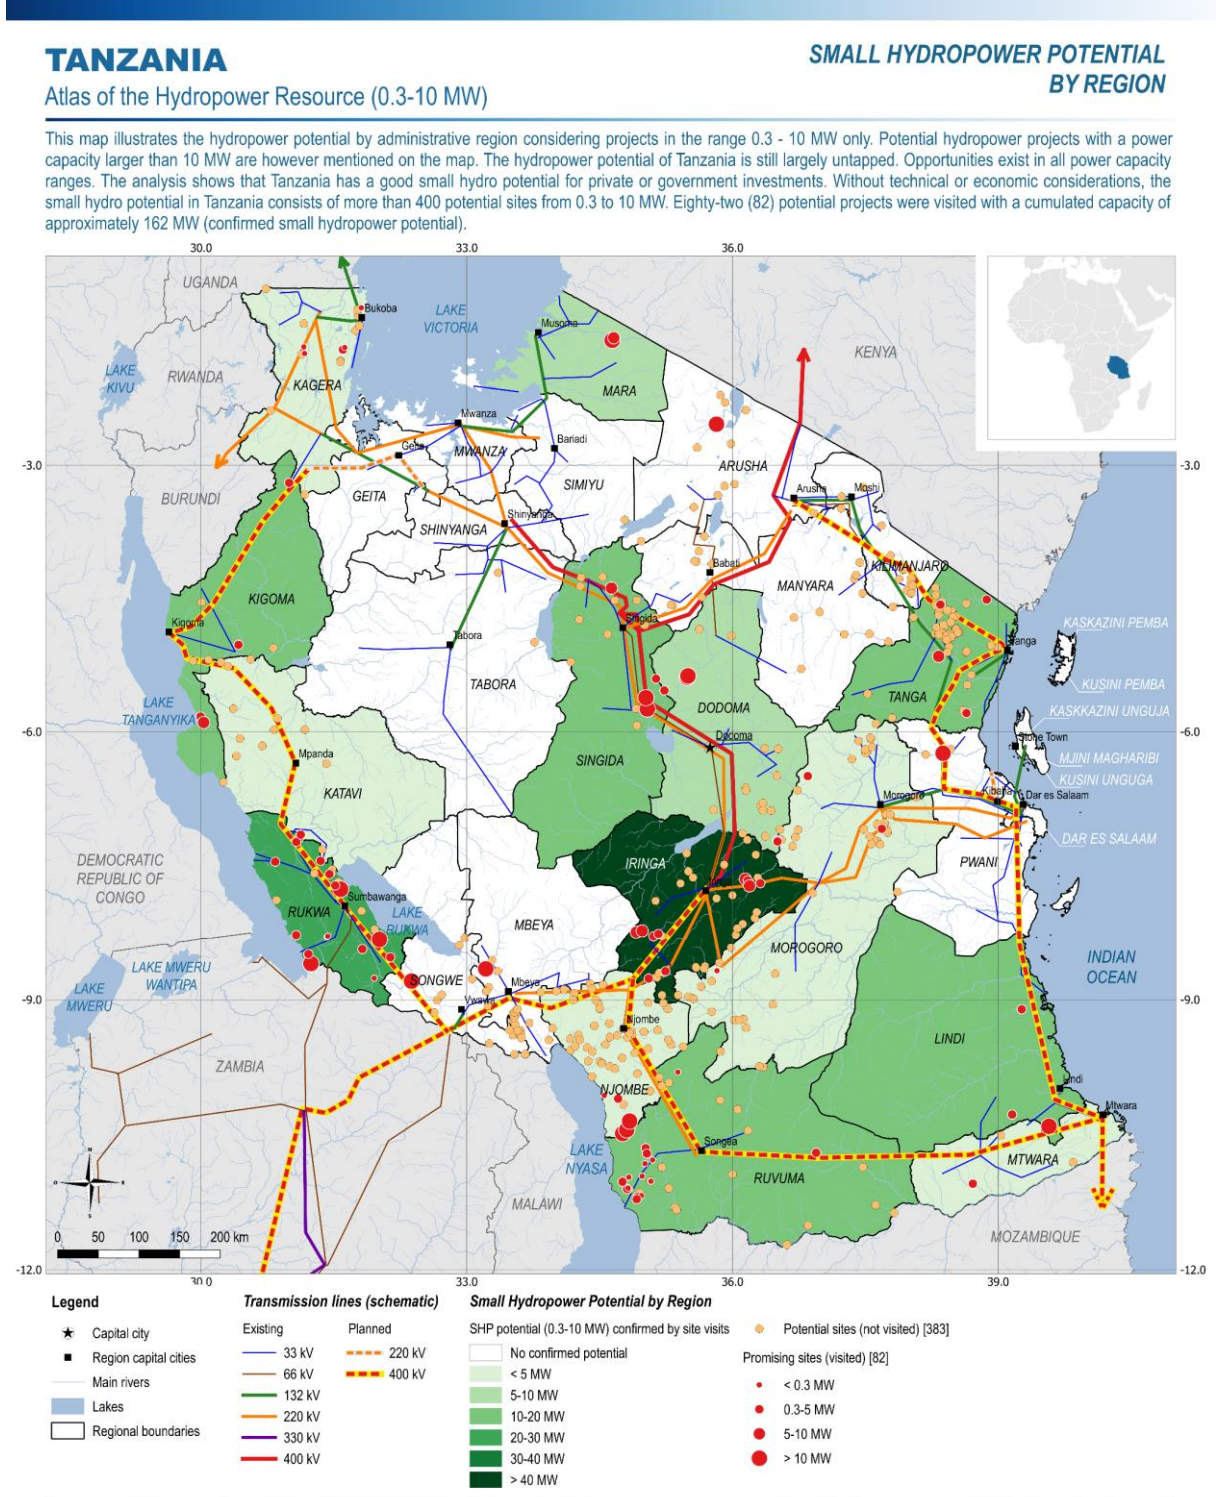 TANZANIA
Atlas of the Hydropower Resource (0.3-10 MW)
SMALL HYDROPOWER POTENTIAL
BY REGION
This map illustrates the hydropower potential by administrative region considering projects in the range 0.3 - 10 MW only. Potential hydropower projects with a power
capacity larger than 10 MW are however mentioned on the map. The hydropower potential of Tanzania is still largely untapped. Opportunities exist in all power capacity
ranges. The analysis shows that Tanzania has a good small hydro potential for private or government investments. Without technical or economic considerations, the
small hydro potential in Tanzania consists of more than 400 potential sites from 0.3 to 10 MW. Eighty-two (82) potential projects were visited with a cumulated capacity of
approximately 162 MW (confirmed small hydropower potential).
30.0
33.0
36.0
UGANDA
Bukoba
LAKE
VICTORIA
Musoma
KENYA
LAKE
KIVU
RWANDA
KAGERA
MARA
Mwanza
Bariadi
MWANZA
Geita
ARUSHA
-3.0
-3.0
BURUNDI
GEITA
SIMIYU
Arusha
Moshi
Shinyanga
SHINYANGA
Babati
KILIMANJARO
MANYARA
KIGOMA
Kigoma
Singida
Tabora
Tanga
KASKAZINI PEMBA
TABORA
KUSINI PEMBA
LAKE
TANGANYIKA
DODOMA
TANGA
KASKKAZINI UNGUJA
-6.0
-6.0
Dodoma
Stone Town
Mpanda
SINGIDA
MJINI MAGHARIBI
KUSINI UNGUGA
KATAVI
Morogoro
Kibaha
Dar es Salaam
DAR ES SALAAM
DEMOCRATIC
REPUBLIC OF
CONGO
IRINGA
PWANI
Sumbawanga
RUKWA
LAKE
RUKWA
MBEYA
MOROGORO
INDIAN
OCEAN
LAKE MWERU
WANTIPA
LAKE
MWERU
SONGWE
Mbeya
Vwawa
-9.0
-9.0
Njombe
LINDI
ZAMBIA
NJOMBE
Lindi
Mtwara
Songea
LAKE
NYASA
MTWARA
RUVUMA
MALAWI
MOZAMBIQUE
N
S
0 50 100 150 200 km
-12.0
-12.0
30.0
33.0
36.0
39.0
Legend
Capital city
Region capital cities
Main rivers
Lakes
Regional boundaries
Transmission lines (schematic)
Existing
Planned
33 kV
220 kV
66 kV
400 kV
132 kV
220 kV
330 kV
400 kV
Small Hydropower Potential by Region
SHP potential (0.3-10 MW) confirmed by site visits
No confirmed potential
< 5 MW
5-10 MW
10-20 MW
20-30 MW
30-40 MW
> 40 MW
Potential sites (not visited) [383]
Promising sites (visited) [82]
< 0.3 MW
0.3-5 MW
5-10 MW
> 10 MW